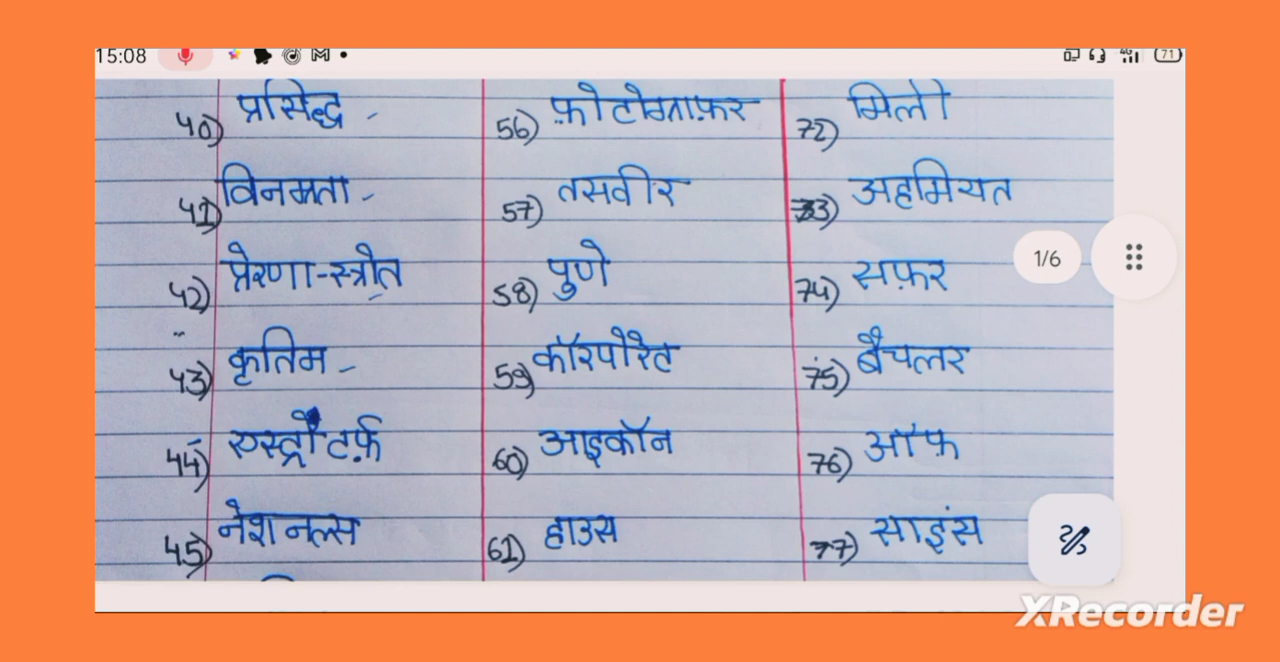 15:08 4G 71
40) प्रसिद्ध - 56) फ़ोटोग्राफ़र 72) मिली
41) विनम्रता - 57) तसवीर 73) अहमियत
42) प्रेरणा-स्त्रोत 58) पुणे 74) सफ़र
1/6
43) कृतिम - 59) कॉरपोरेट 75) बैचलर
44) एस्ट्रोटर्फ़ 60) आइकॉन 76) ऑफ़
45) नेशनल्स 61) हाउस 77) साइंस
XRecorder